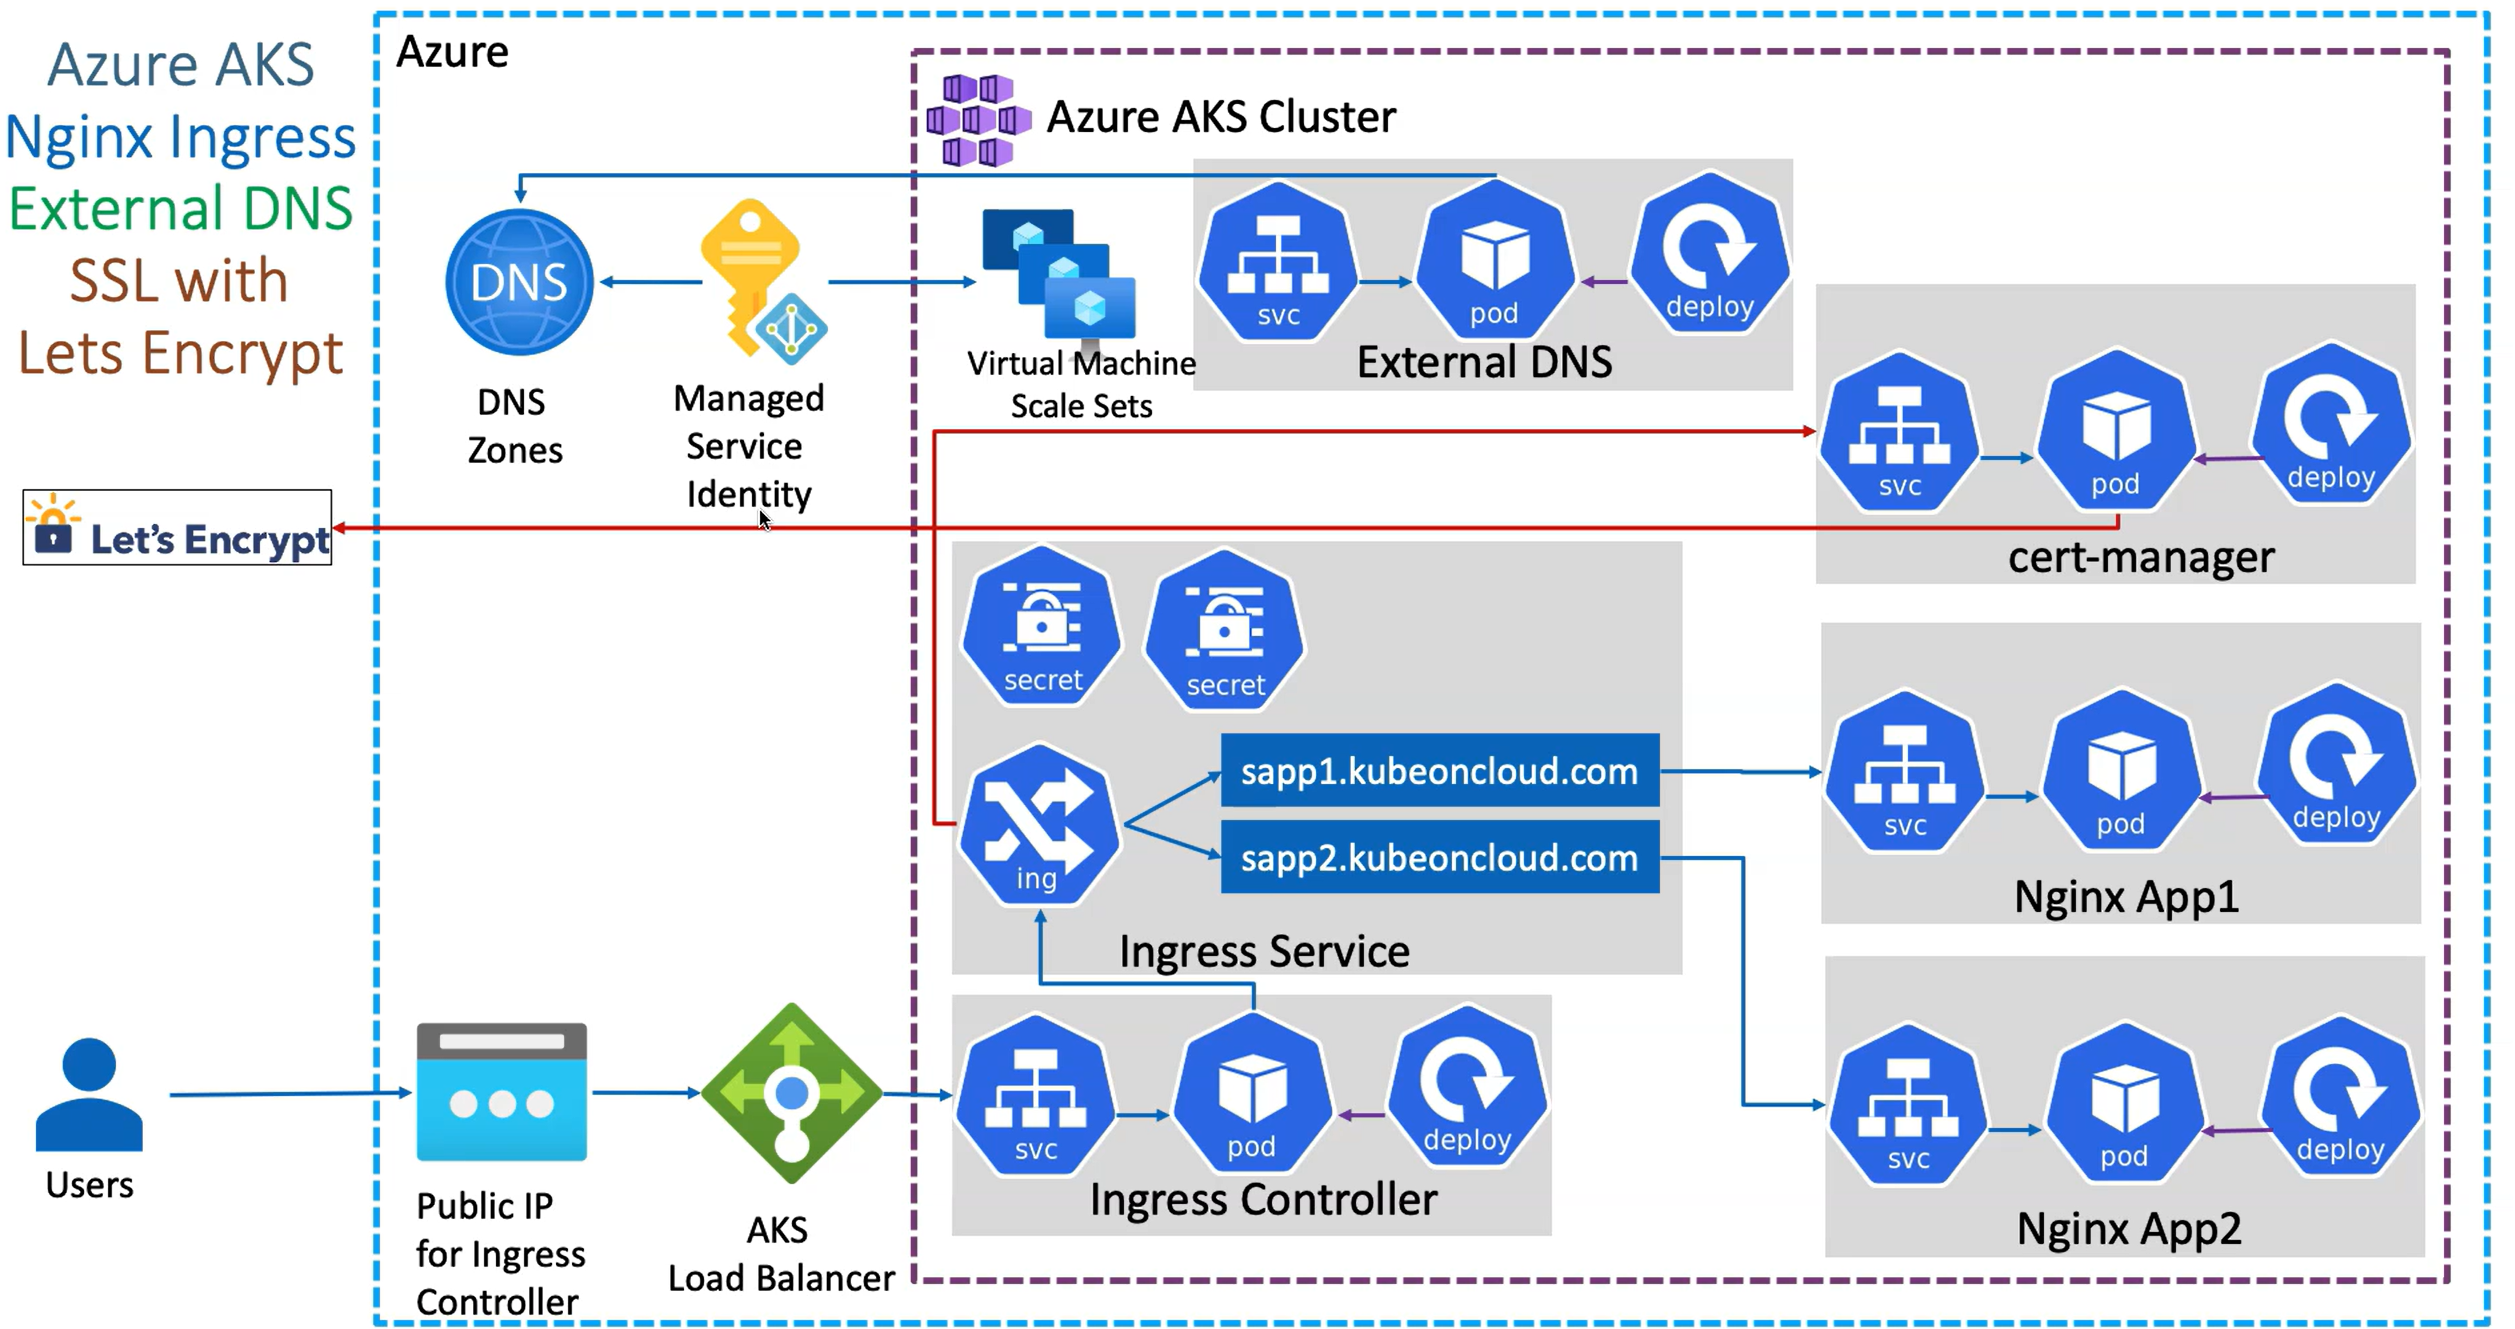 Azure AKS
Nginx Ingress
External DNS
SSL with
Lets Encrypt
Azure
Azure AKS Cluster
DNS
DNS
Zones
Managed
Service
Identity
Virtual Machine
Scale Sets
svc
pod
deploy
External DNS
svc
pod
deploy
cert-manager
Let's Encrypt
secret
secret
ing
sapp1.kubeoncloud.com
sapp2.kubeoncloud.com
Ingress Service
svc
pod
deploy
Nginx App1
svc
pod
deploy
Nginx App2
Users
Public IP
for Ingress
Controller
AKS
Load Balancer
svc
pod
deploy
Ingress Controller